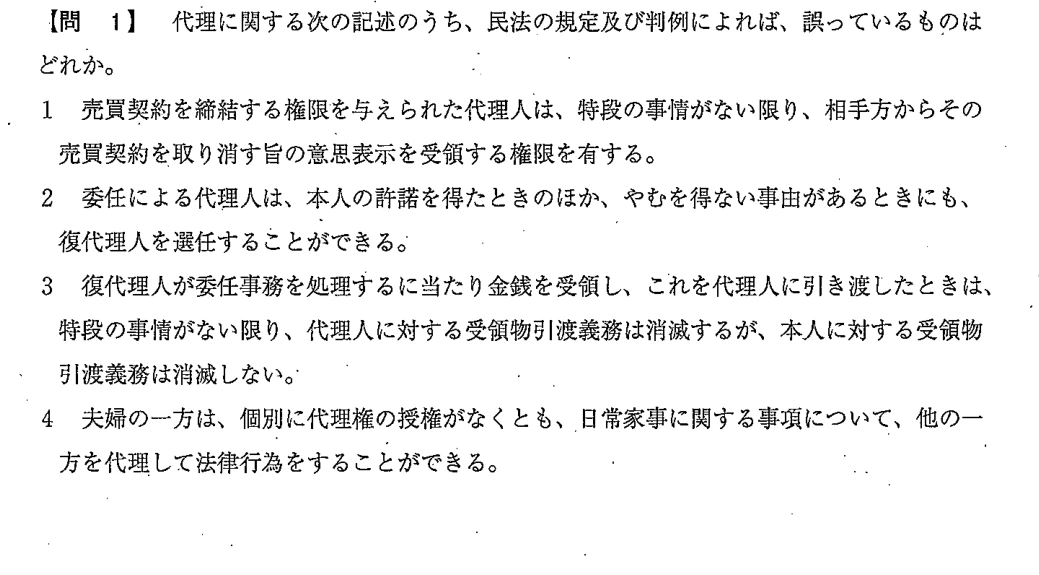 【問　1】　代理に関する次の記述のうち、民法の規定及び判例によれば、誤っているものは
どれか。
1　売買契約を締結する権限を与えられた代理人は、特段の事情がない限り、相手方からその
売買契約を取り消す旨の意思表示を受領する権限を有する。
2　委任による代理人は、本人の許諾を得たときのほか、やむを得ない事由があるときにも、
復代理人を選任することができる。
3　復代理人が委任事務を処理するに当たり金銭を受領し、これを代理人に引き渡したときは、
特段の事情がない限り、代理人に対する受領物引渡義務は消滅するが、本人に対する受領物
引渡義務は消滅しない。
4　夫婦の一方は、個別に代理権の授権がなくとも、日常家事に関する事項について、他の一
方を代理して法律行為をすることができる。